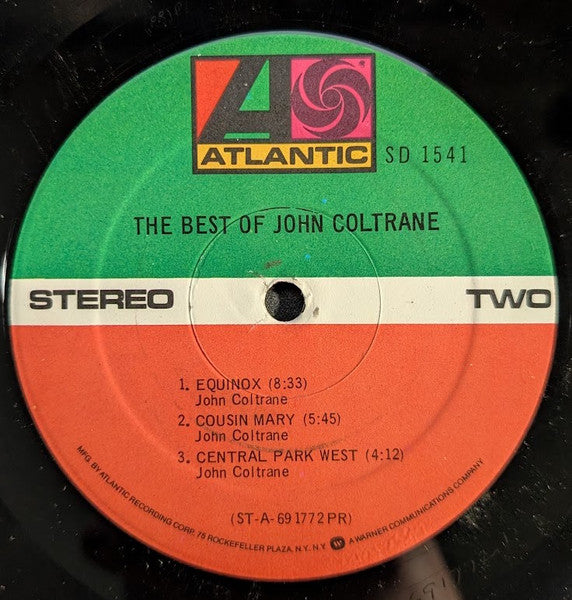 ATLANTIC
SD 1541
THE BEST OF JOHN COLTRANE
STEREO
TWO
1. EQUINOX (8:33)
John Coltrane
2. COUSIN MARY (5:45)
John Coltrane
3. CENTRAL PARK WEST (4:12)
John Coltrane
(ST-A-691772 PR)
MFG. BY ATLANTIC RECORDING CORP. 75 ROCKEFELLER PLAZA, N.Y. N.Y. A WARNER COMMUNICATIONS COMPANY